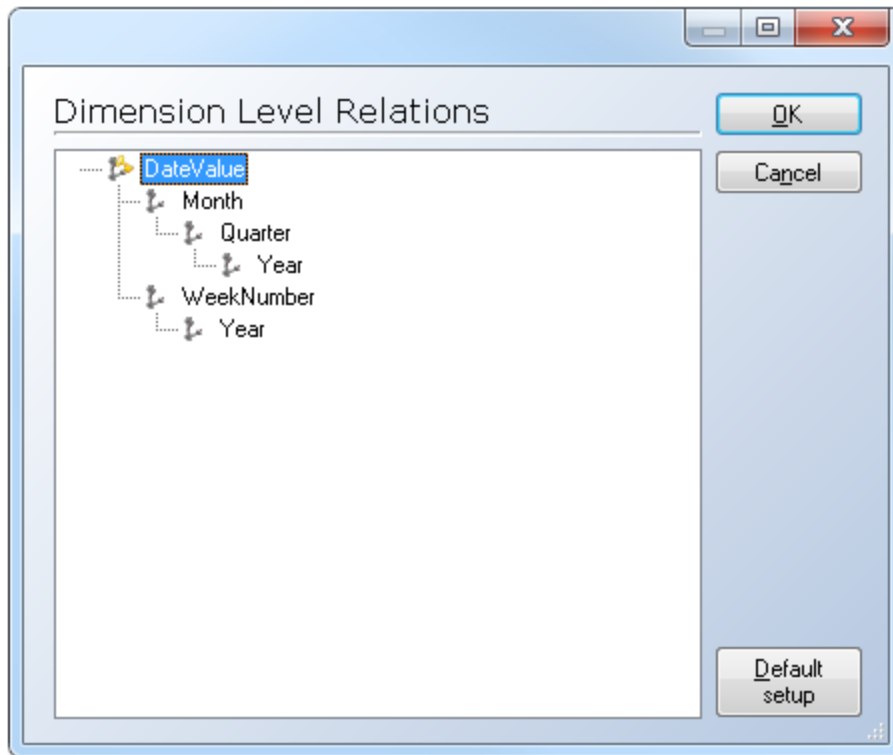 Dimension Level Relations
OK
DateValue
Cancel
Month
Quarter
Year
WeekNumber
Year
Default
setup